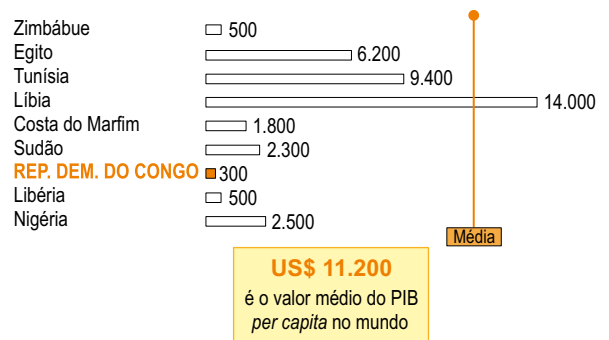 Zimbábue 500
Egito 6.200
Tunísia 9.400
Líbia 14.000
Costa do Marfim 1.800
Sudão 2.300
REP. DEM. DO CONGO 300
Libéria 500
Nigéria 2.500
Média
US$ 11.200
é o valor médio do PIB
per capita no mundo